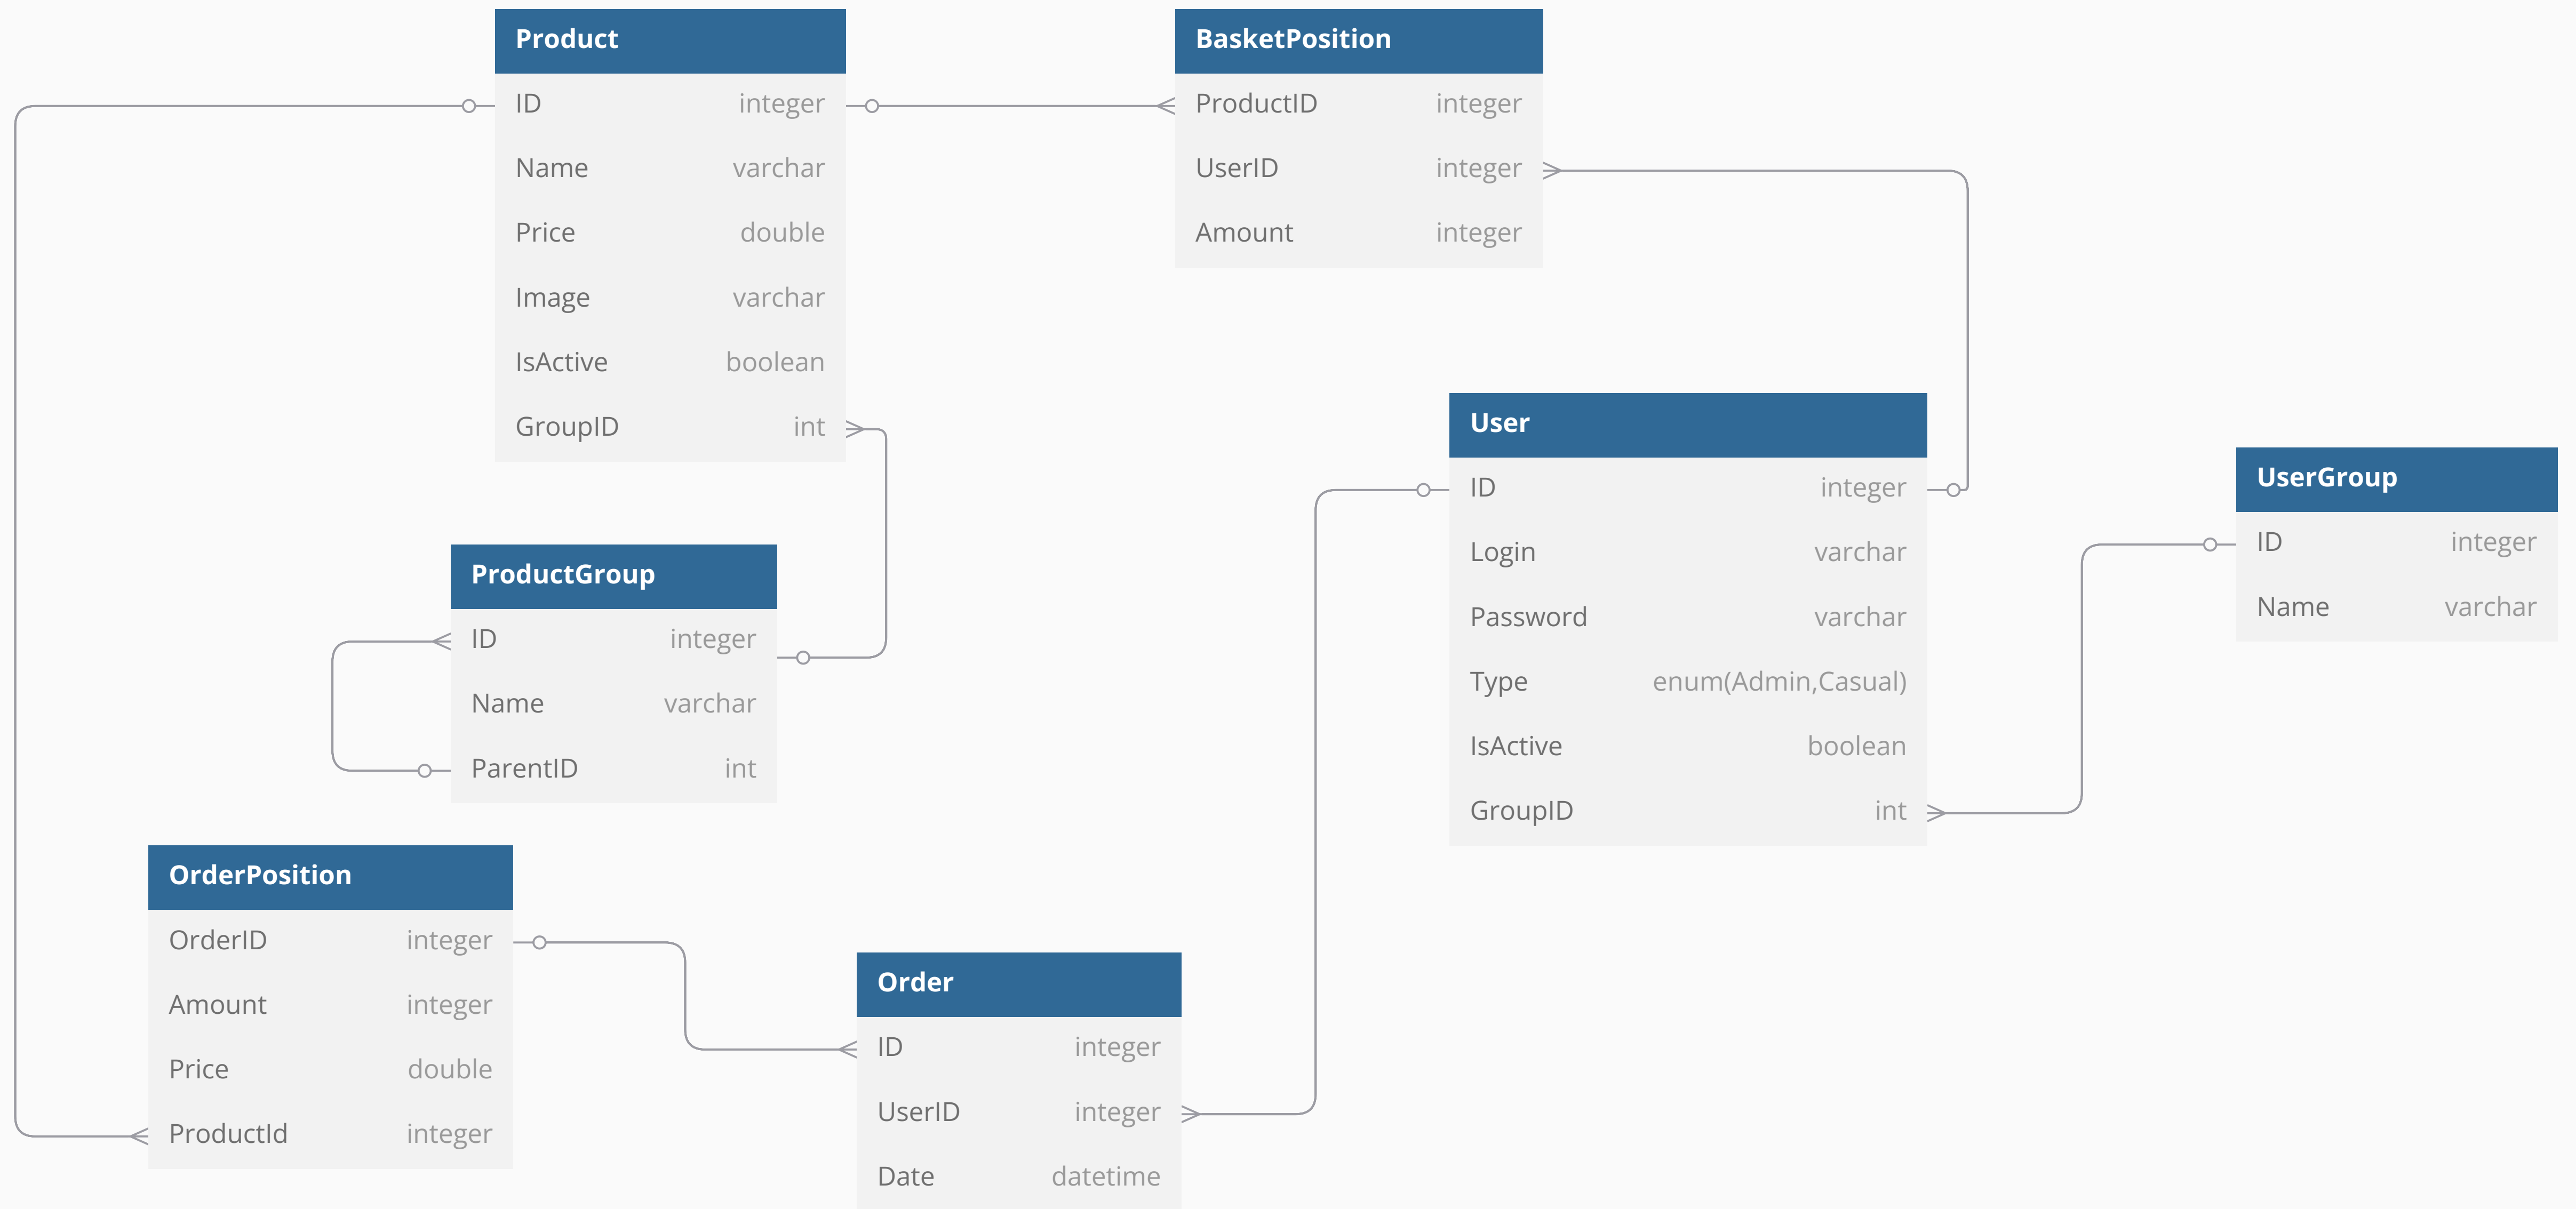 Product
ID integer
Name varchar
Price double
Image varchar
IsActive boolean
GroupID int
BasketPosition
ProductID integer
UserID integer
Amount integer
User
ID integer
Login varchar
Password varchar
Type enum(Admin,Casual)
IsActive boolean
GroupID int
UserGroup
ID integer
Name varchar
ProductGroup
ID integer
Name varchar
ParentID int
OrderPosition
OrderID integer
Amount integer
Price double
ProductId integer
Order
ID integer
UserID integer
Date datetime